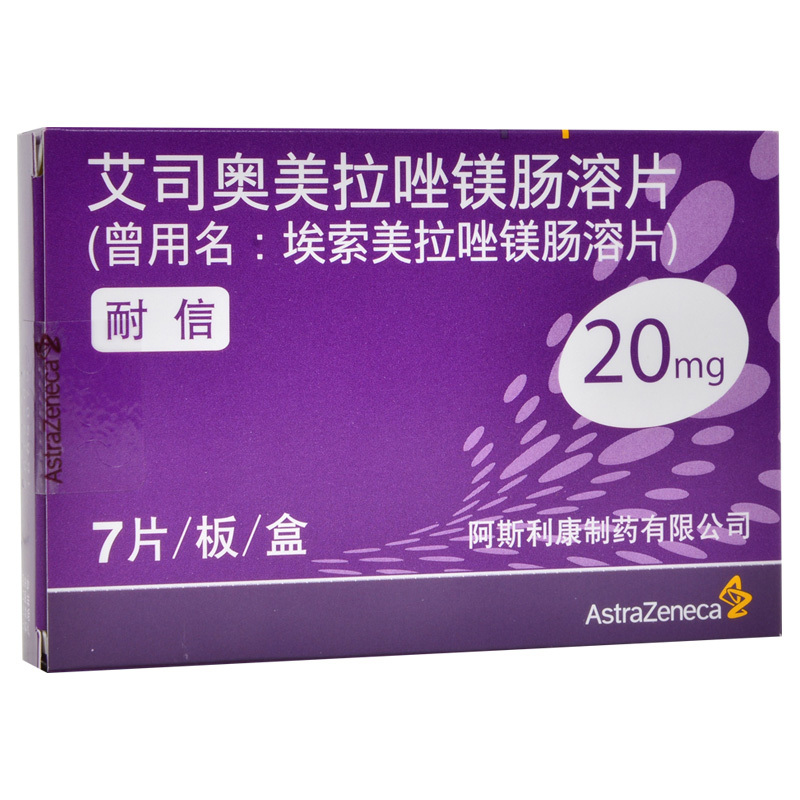 艾司奥美拉唑镁肠溶片
(曾用名：埃索美拉唑镁肠溶片)
耐信
20mg
7片/板/盒
阿斯利康制药有限公司
AstraZeneca
AstraZeneca